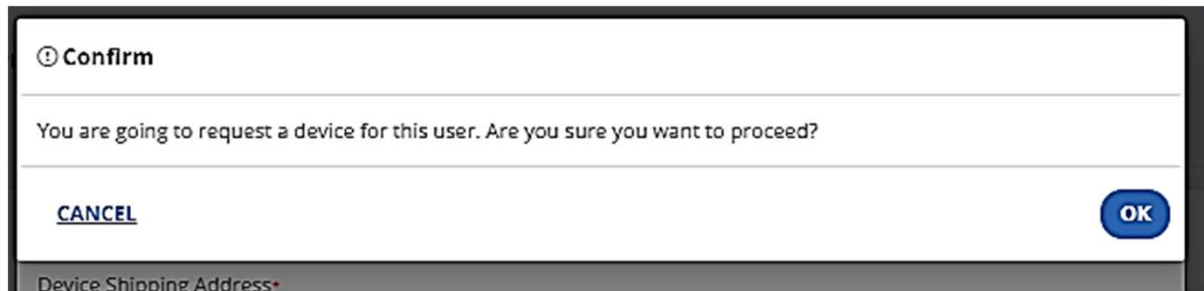 Confirm
You are going to request a device for this user. Are you sure you want to proceed?
CANCEL
OK
Device Shipping Address*